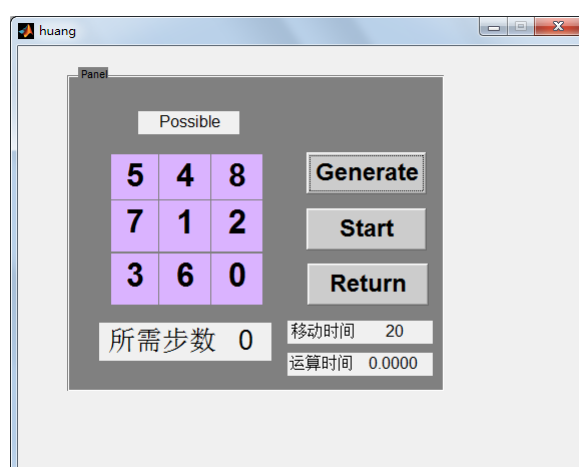 huang
Panel
Possible
5 4 8
7 1 2
3 6 0
Generate
Start
Return
所需步数 0
移动时间 20
运算时间 0.0000